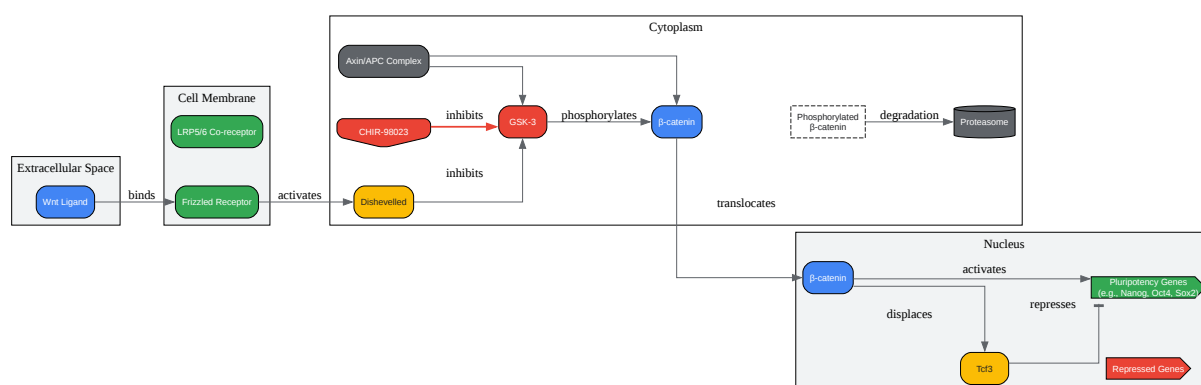 Cytoplasm
Axin/APC Complex
Cell Membrane
LRP5/6 Co-receptor
CHIR-98023
inhibits
GSK-3
phosphorylates
β-catenin
Phosphorylated
β-catenin
degradation
Proteasome
Extracellular Space
Wnt Ligand
binds
Frizzled Receptor
activates
Dishevelled
inhibits
translocates
Nucleus
β-catenin
activates
Pluripotency Genes
(e.g., Nanog, Oct4, Sox2)
displaces
represses
Tcf3
Repressed Genes